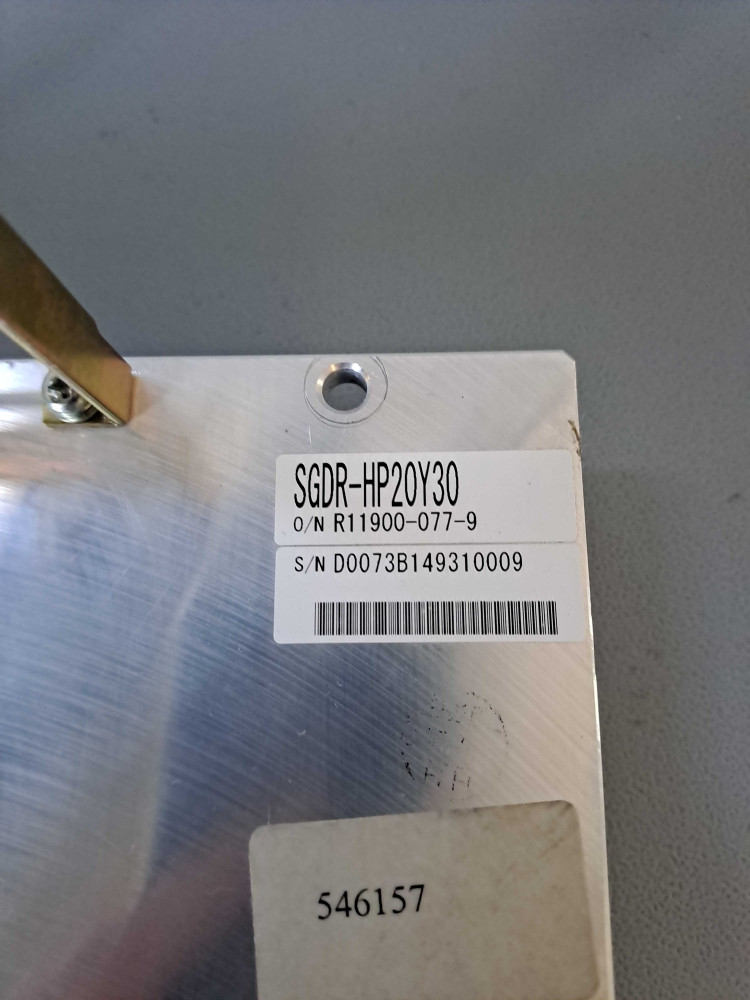 SGDR-HP20Y30
O/N R11900-077-9
S/N D0073B149310009
546157